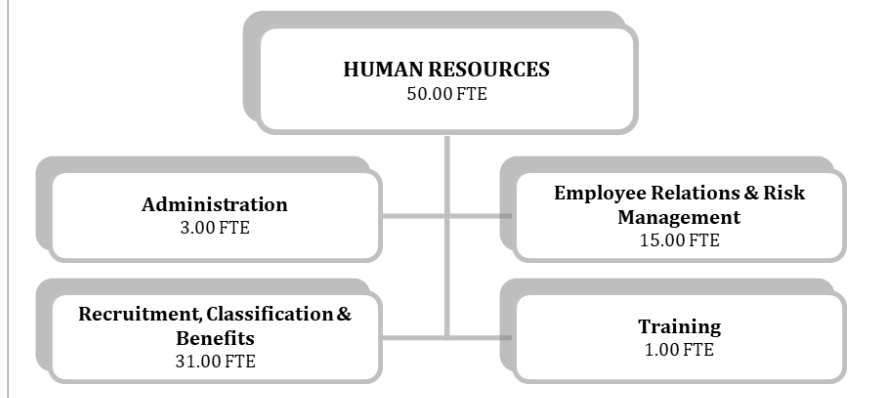 HUMAN RESOURCES
50.00 FTE
Administration
3.00 FTE
Employee Relations & Risk
Management
15.00 FTE
Recruitment, Classification &
Benefits
31.00 FTE
Training
1.00 FTE